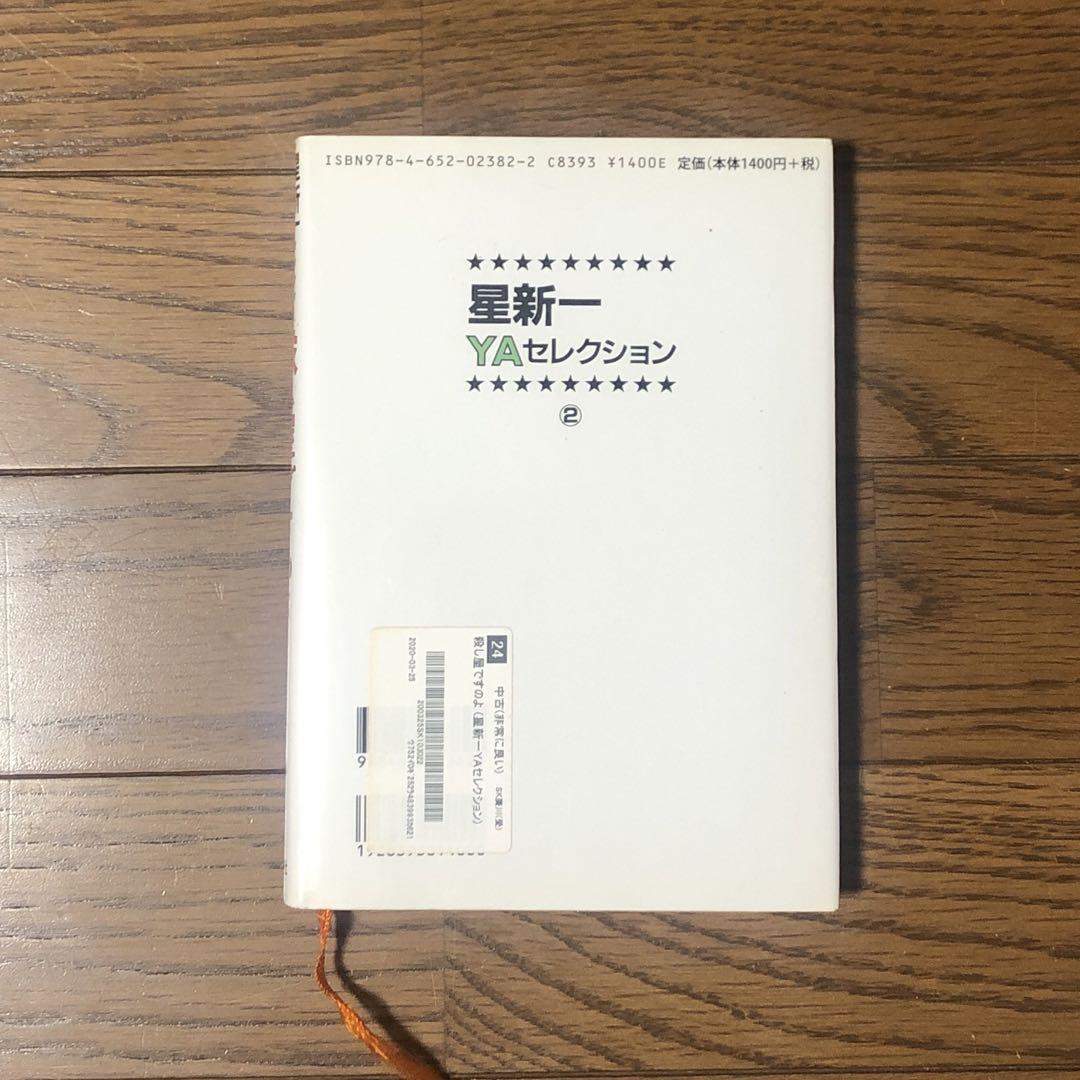 ISBN978-4-652-02382-2 C8393 ¥1400E 定価(本体1400円+税)
★★★★★★★★★
星新一
YAセレクション
★★★★★★★★★
②
24
中古(非常に良い)
殺し屋ですのよ(星新一YAセレクション)
2020-03-25
9